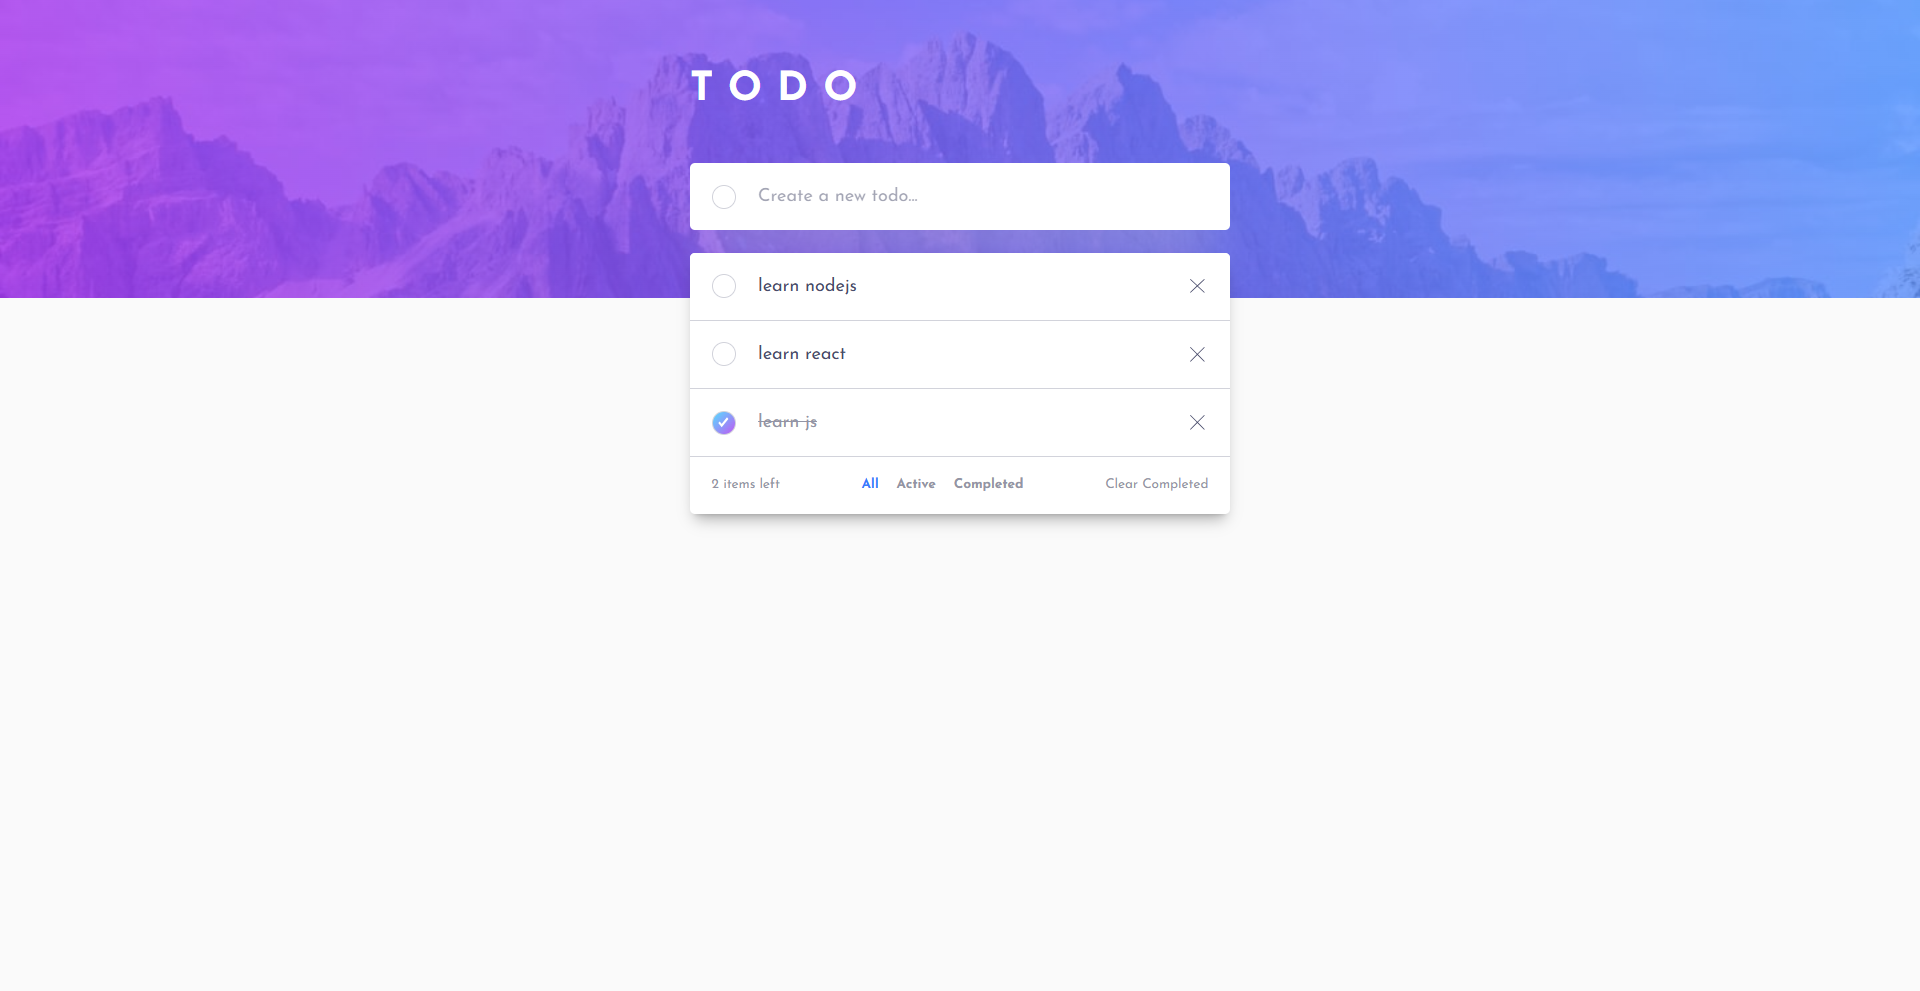 TODO
Create a new todo...
learn nodejs
learn react
learn js
2 items left All Active Completed Clear Completed